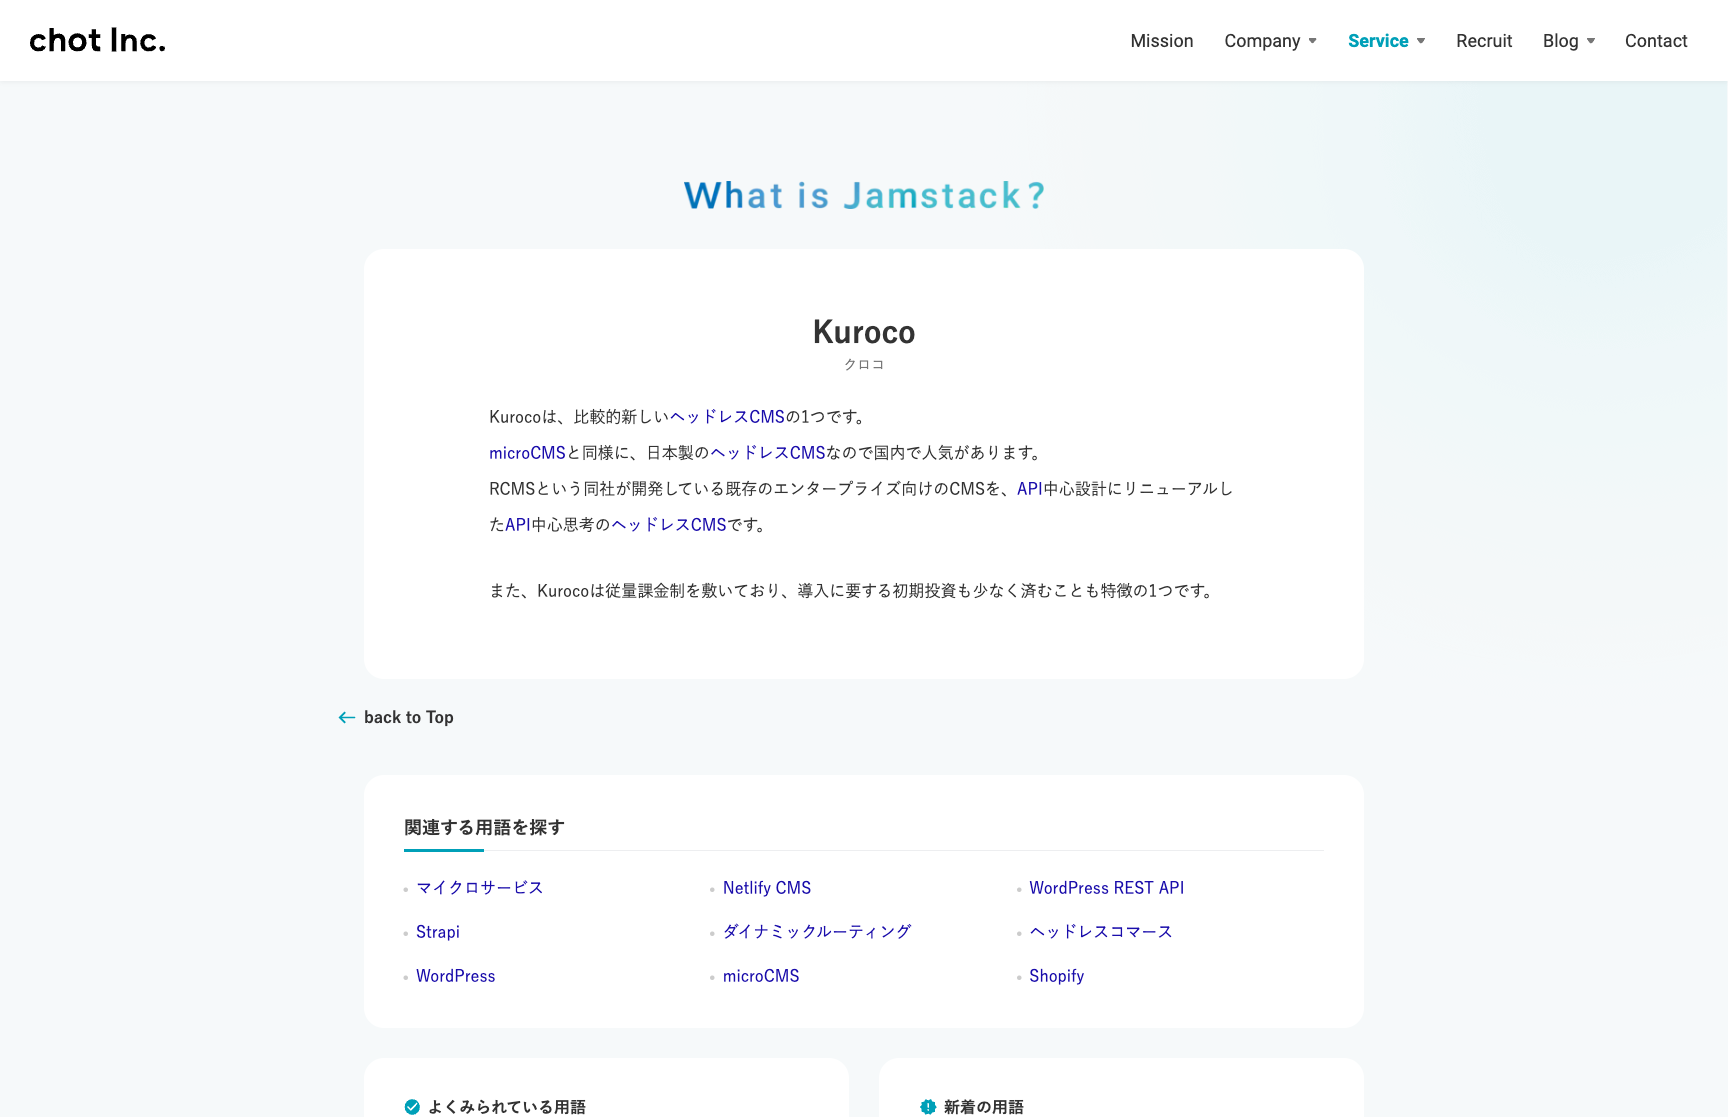 chot Inc.
Mission Company Service Recruit Blog Contact
What is Jamstack?
Kuroco
クロコ
Kurocoは、比較的新しいヘッドレスCMSの1つです。
microCMSと同様に、日本製のヘッドレスCMSなので国内で人気があります。
RCMSという同社が開発している既存のエンタープライズ向けのCMSを、API中心設計にリニューアルし
たAPI中心思考のヘッドレスCMSです。
また、Kurocoは従量課金制を敷いており、導入に要する初期投資も少なく済むことも特徴の1つです。
back to Top
関連する用語を探す
マイクロサービス Netlify CMS WordPress REST API
Strapi ダイナミックルーティング ヘッドレスコマース
WordPress microCMS Shopify
よくみられている用語 新着の用語